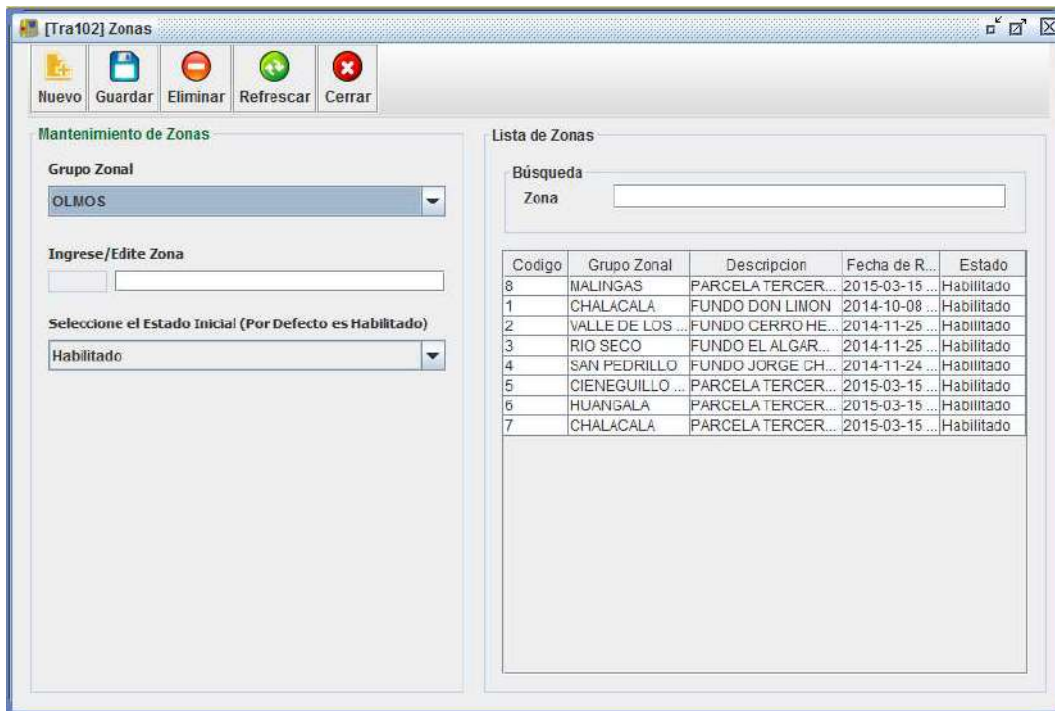 [Tra102] Zonas
Nuevo Guardar Eliminar Refrescar Cerrar
Mantenimiento de Zonas
Grupo Zonal
OLMOS
Ingrese/Edite Zona
Seleccione el Estado Inicial (Por Defecto es Habilitado)
Habilitado
Lista de Zonas
Búsqueda
Zona
Codigo Grupo Zonal Descripcion Fecha de R... Estado
8 MALINGAS PARCELA TERCER... 2015-03-15 ... Habilitado
1 CHALACALA FUNDO DON LIMON 2014-10-08 ... Habilitado
2 VALLE DE LOS ... FUNDO CERRO HE... 2014-11-25 ... Habilitado
3 RIO SECO FUNDO EL ALGAR... 2014-11-25 ... Habilitado
4 SAN PEDRILLO FUNDO JORGE CH... 2014-11-24 ... Habilitado
5 CIENEGUILLO ... PARCELA TERCER... 2015-03-15 ... Habilitado
6 HUANGALA PARCELA TERCER... 2015-03-15 ... Habilitado
7 CHALACALA PARCELA TERCER... 2015-03-15 ... Habilitado